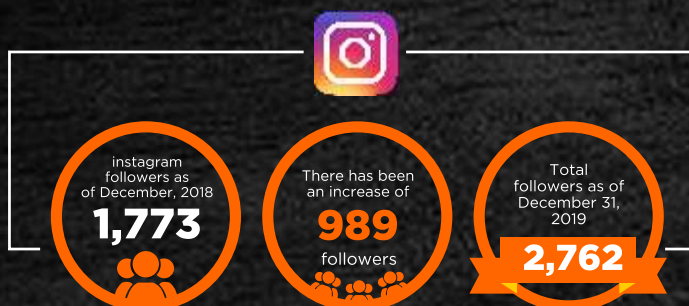 instagram
followers as
of December, 2018
1,773
There has been
an increase of
989
followers
Total
followers as of
December 31,
2019
2,762